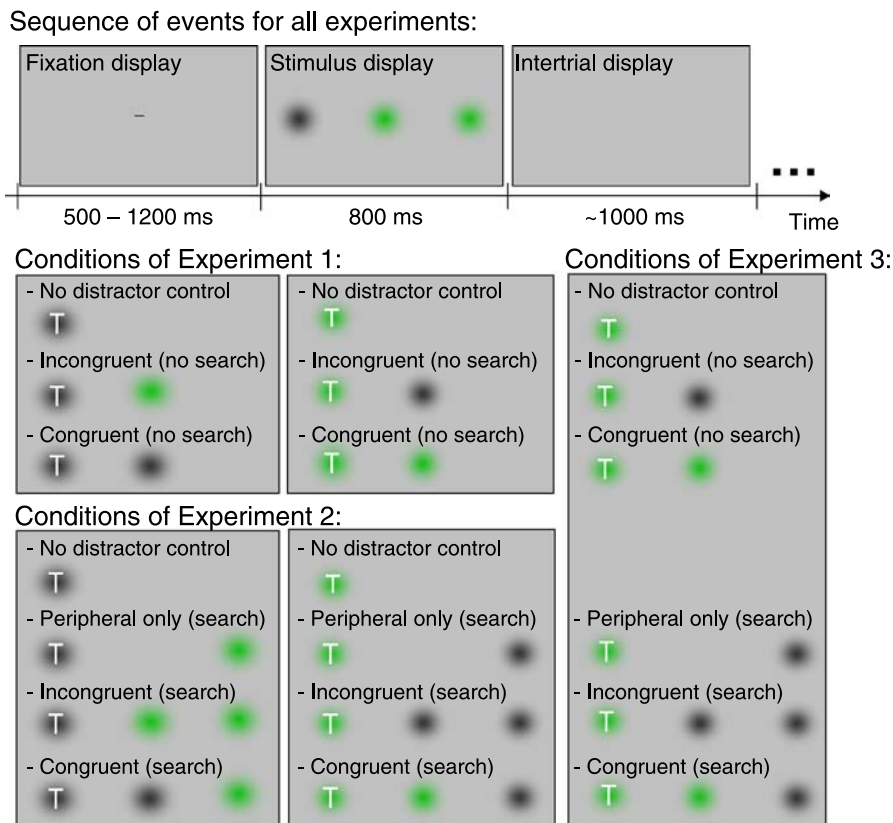 Sequence of events for all experiments:
Fixation display
Stimulus display
Intertrial display
...
500 – 1200 ms
800 ms
~1000 ms
Time
Conditions of Experiment 1:
- No distractor control
T
- Incongruent (no search)
T
- Congruent (no search)
T
- No distractor control
T
- Incongruent (no search)
T
- Congruent (no search)
T
Conditions of Experiment 2:
- No distractor control
T
- Peripheral only (search)
T
- Incongruent (search)
T
- Congruent (search)
T
- No distractor control
T
- Peripheral only (search)
T
- Incongruent (search)
T
- Congruent (search)
T
Conditions of Experiment 3:
- No distractor control
T
- Incongruent (no search)
T
- Congruent (no search)
T
- Peripheral only (search)
T
- Incongruent (search)
T
- Congruent (search)
T